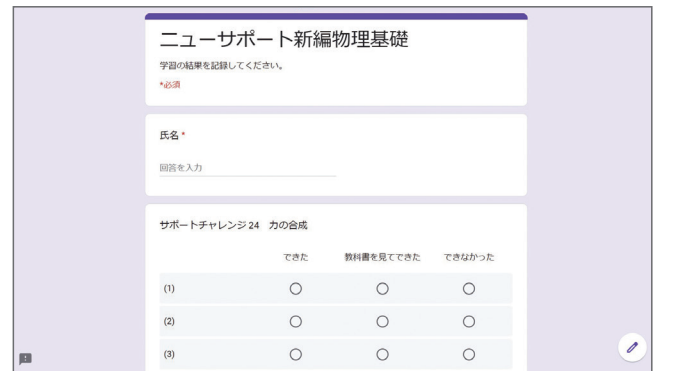 ニューサポート新編物理基礎
学習の結果を記録してください。
*必須
氏名 *
回答を入力
サポートチャレンジ 24　力の合成
できた　教科書を見てできた　できなかった
(1)
(2)
(3)